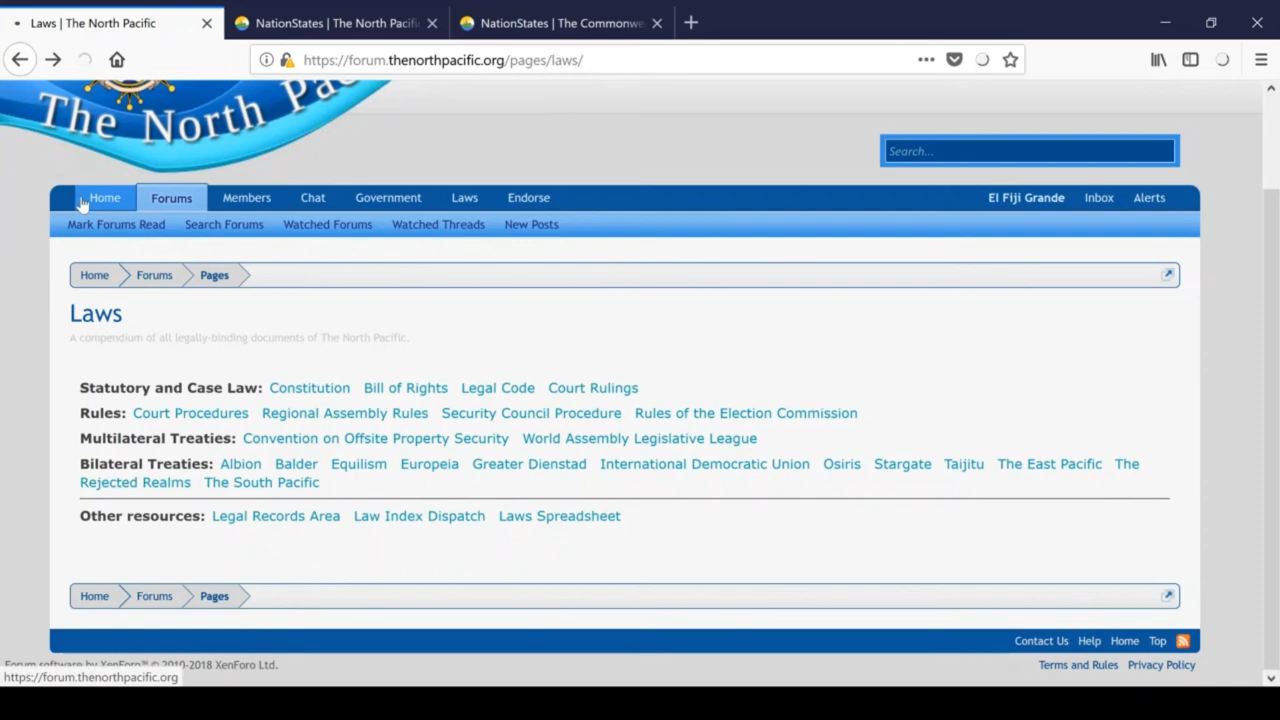 Laws | The North Pacific
NationStates | The North Pacifi
NationStates | The Commonwe
https://forum.thenorthpacific.org/pages/laws/
The North Pac
Search...
Home Forums Members Chat Government Laws Endorse El Fiji Grande Inbox Alerts
Mark Forums Read Search Forums Watched Forums Watched Threads New Posts
Home Forums Pages
Laws
A compendium of all legally-binding documents of The North Pacific.
Statutory and Case Law: Constitution Bill of Rights Legal Code Court Rulings
Rules: Court Procedures Regional Assembly Rules Security Council Procedure Rules of the Election Commission
Multilateral Treaties: Convention on Offsite Property Security World Assembly Legislative League
Bilateral Treaties: Albion Balder Equilism Europeia Greater Dienstad International Democratic Union Osiris Stargate Taijitu The East Pacific The
Rejected Realms The South Pacific
Other resources: Legal Records Area Law Index Dispatch Laws Spreadsheet
Home Forums Pages
Contact Us Help Home Top
Forum software by XenForo™ © 2010-2018 XenForo Ltd. Terms and Rules Privacy Policy
https://forum.thenorthpacific.org